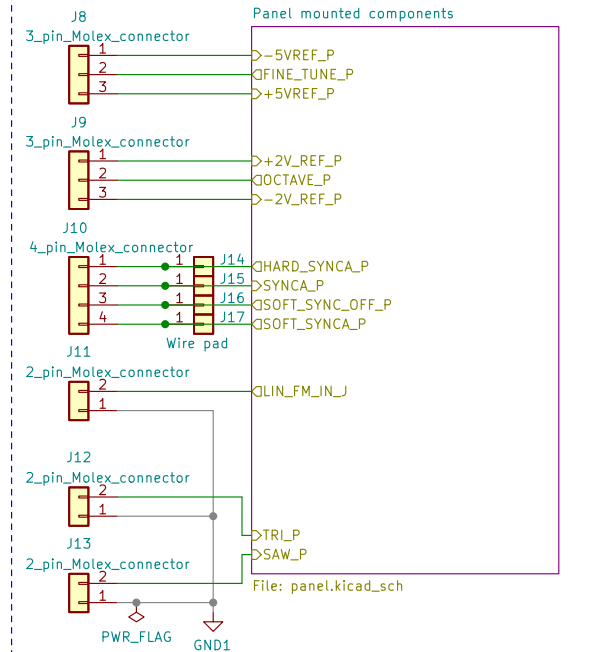 Panel mounted components
J8
3_pin_Molex_connector
1
2
3
-5VREF_P
FINE_TUNE_P
+5VREF_P
J9
3_pin_Molex_connector
1
2
3
+2V_REF_P
OCTAVE_P
-2V_REF_P
J10
4_pin_Molex_connector
1 1 J14 HARD_SYNCA_P
2 1 J15 SYNCA_P
3 1 J16 SOFT_SYNC_OFF_P
4 1 J17 SOFT_SYNCA_P
Wire pad
J11
2_pin_Molex_connector
2
1
LIN_FM_IN_J
J12
2_pin_Molex_connector
2
1
TRI_P
SAW_P
J13
2_pin_Molex_connector
2
1
File: panel.kicad_sch
PWR_FLAG
GND1